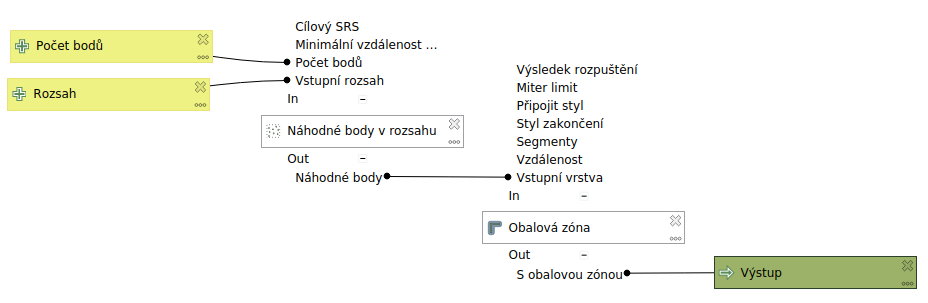 Počet bodů
Rozsah
Cílový SRS
Minimální vzdálenost …
Počet bodů
Vstupní rozsah
In –
Náhodné body v rozsahu
Out –
Náhodné body
Výsledek rozpuštění
Miter limit
Připojit styl
Styl zakončení
Segmenty
Vzdálenost
Vstupní vrstva
In –
Obalová zóna
Out –
S obalovou zónou
Výstup